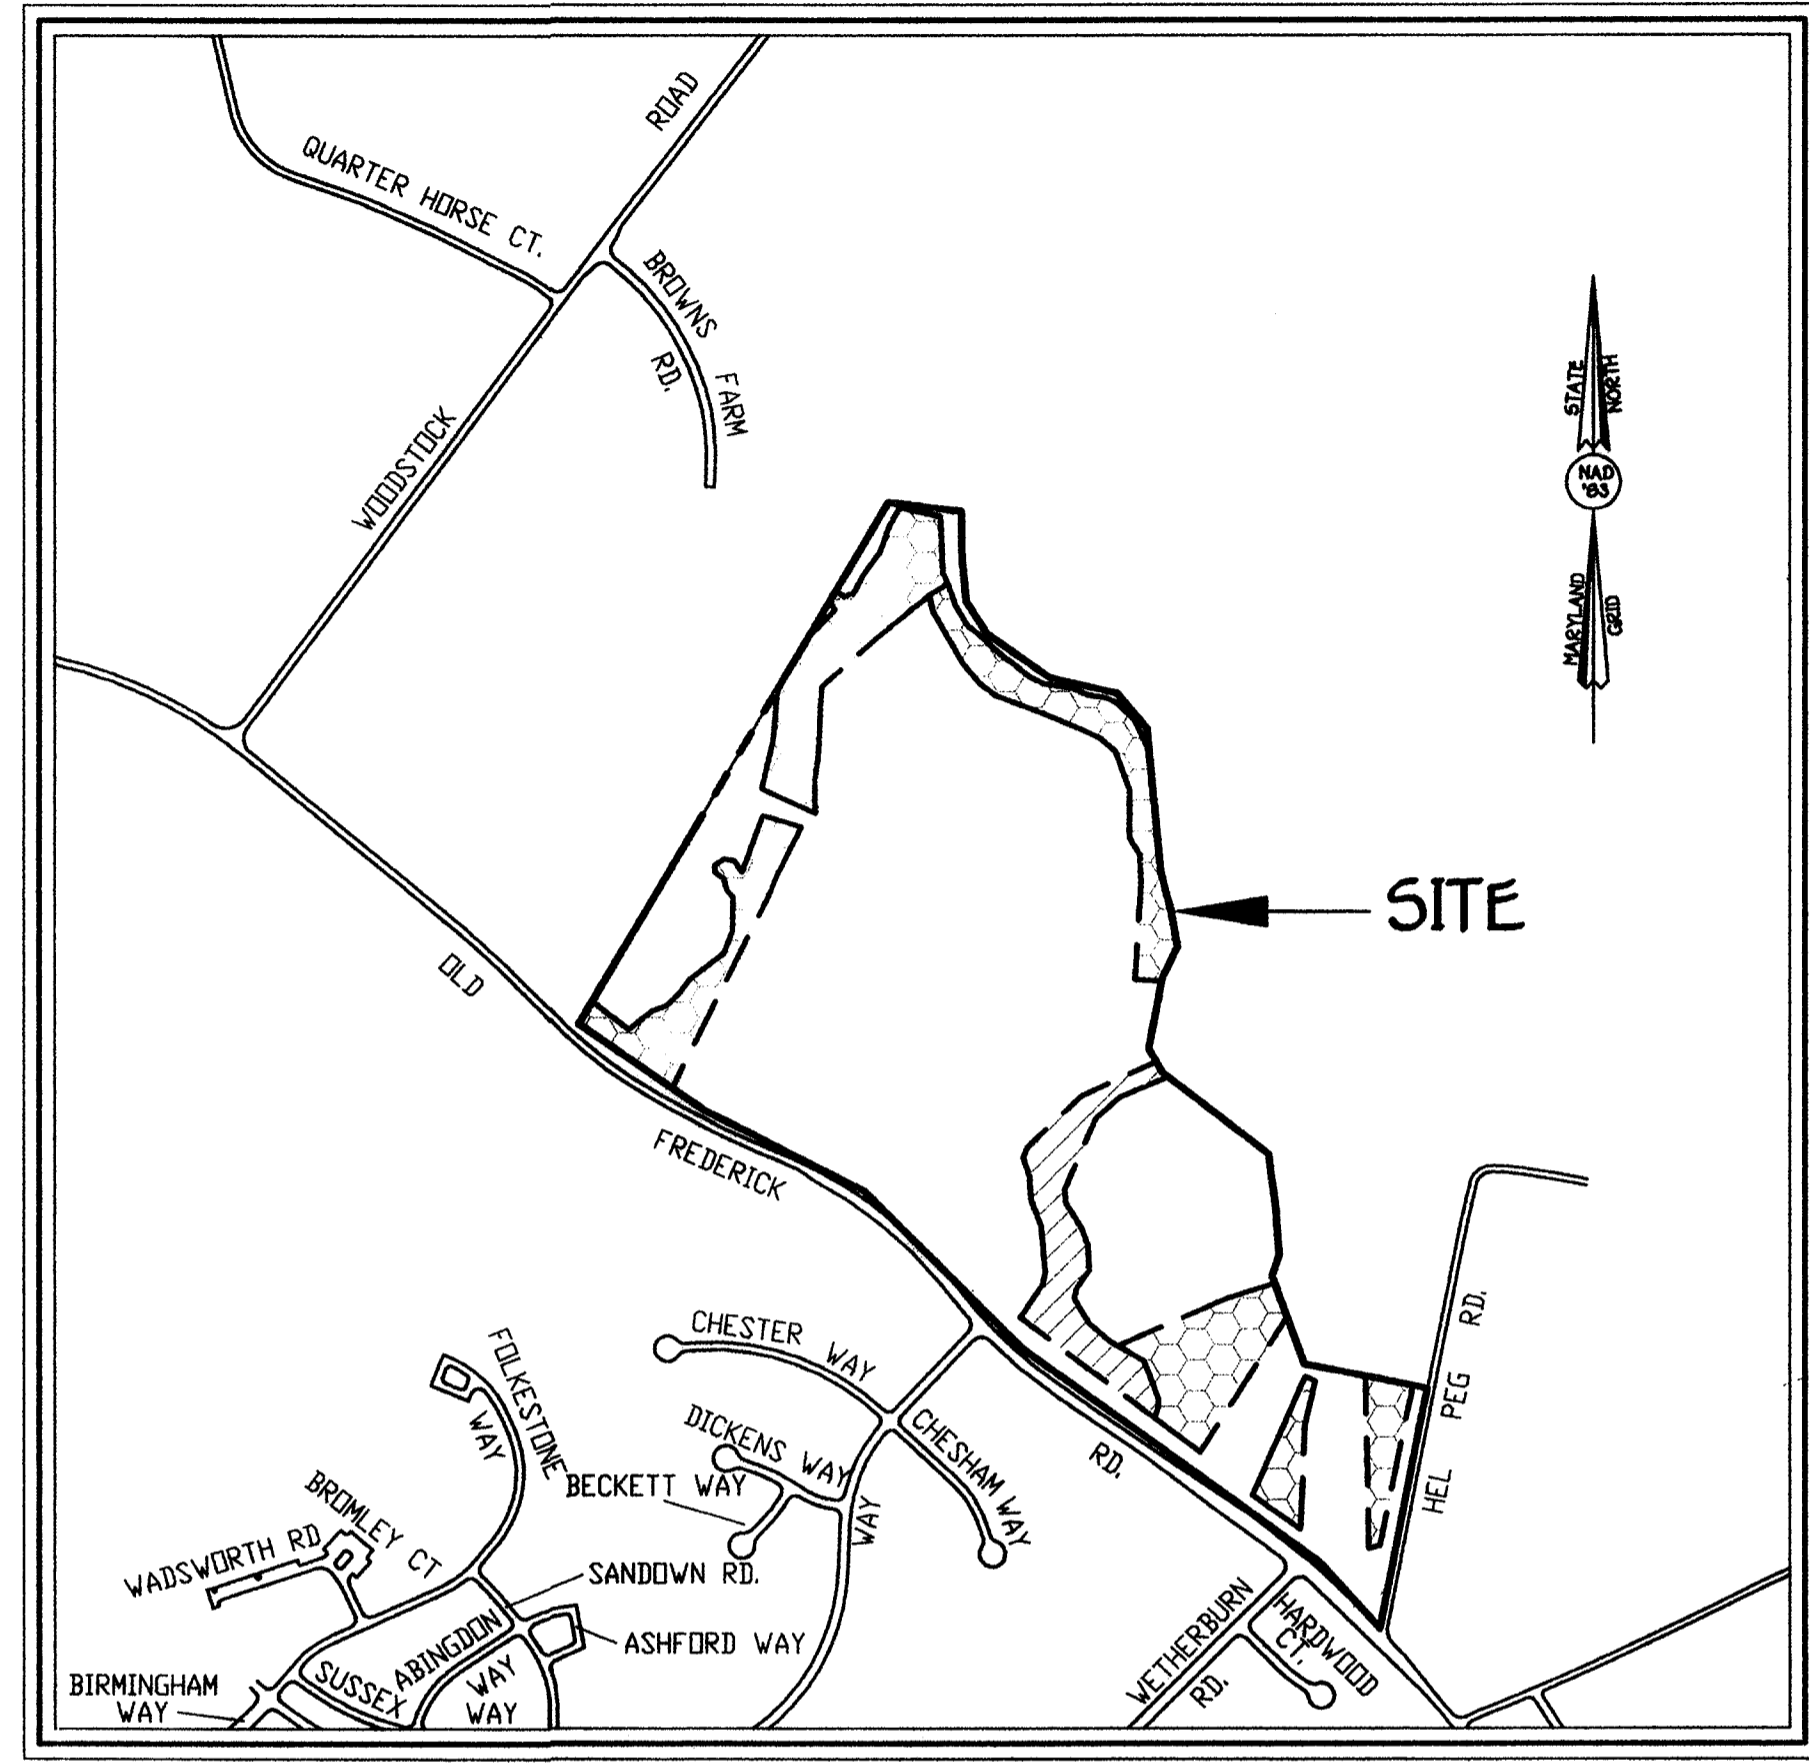 ROAD
QUARTER HORSE CT.
BROWNS FARM
RD.
WOODSTOCK
STATE NORTH
NAD
'83
MARYLAND GRID
SITE
OLD
FREDERICK
RD.
HEL PEG RD.
CHESTER WAY
FOLKESTONE
WAY
DICKENS WAY
CHESHAM WAY
BECKETT WAY
WAY
BROMLEY CT
WADSWORTH RD
SANDOWN RD.
ABINGDON
WAY
ASHFORD WAY
SUSSEX
WAY
BIRMINGHAM
WAY
WETHERBURN
RD.
HARDWOOD
CT.